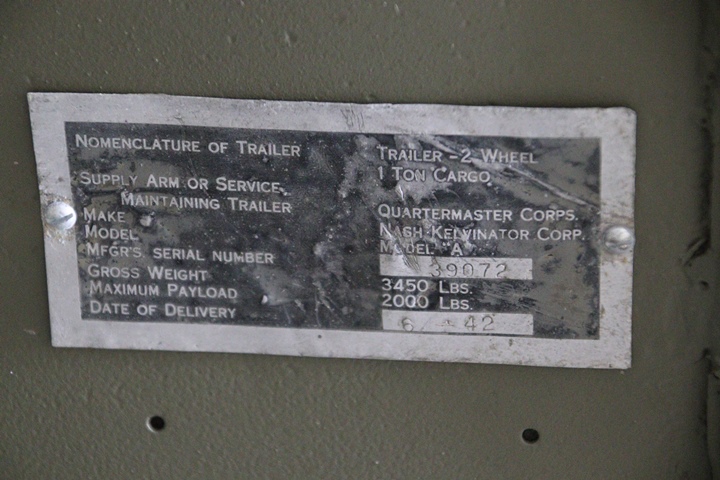 NOMENCLATURE OF TRAILER TRAILER - 2 WHEEL
1 TON CARGO
SUPPLY ARM OR SERVICE,
MAINTAINING TRAILER QUARTERMASTER CORPS.
MAKE NASH-KELVINATOR CORP.
MODEL MODEL "A"
MFGR'S. SERIAL NUMBER 39072
GROSS WEIGHT 3450 LBS.
MAXIMUM PAYLOAD 2000 LBS.
DATE OF DELIVERY 6 - 42